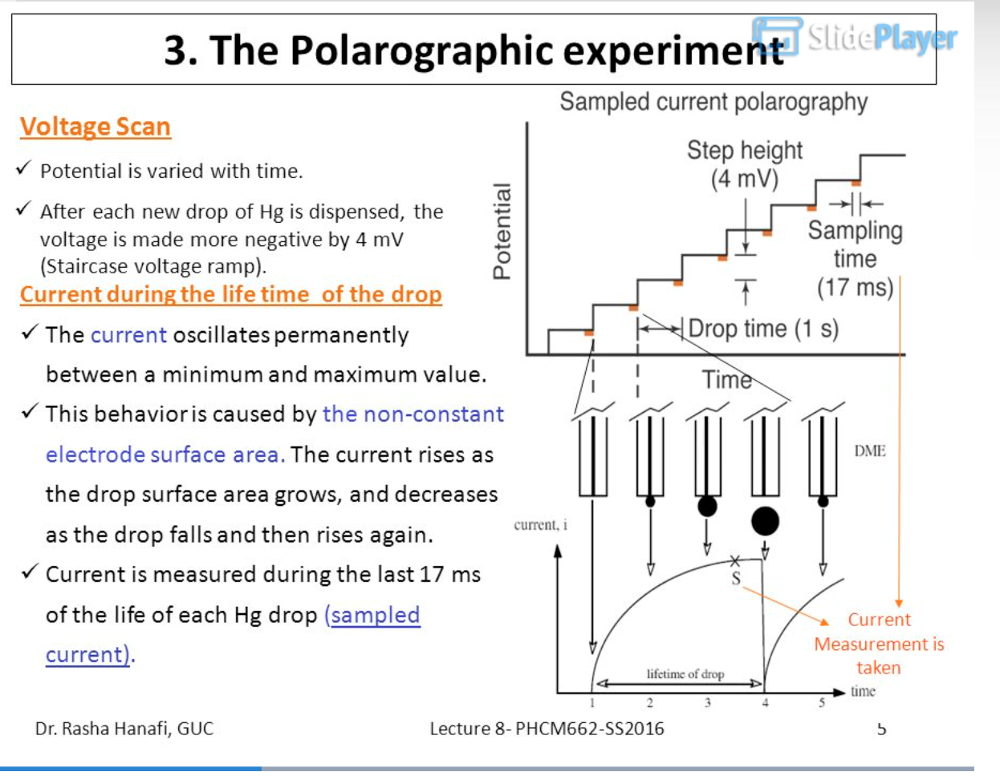 3. The Polarographic experiment
SlidePlayer
Voltage Scan
✓ Potential is varied with time.
✓ After each new drop of Hg is dispensed, the
voltage is made more negative by 4 mV
(Staircase voltage ramp).
Current during the life time of the drop
✓ The current oscillates permanently
between a minimum and maximum value.
✓ This behavior is caused by the non-constant
electrode surface area. The current rises as
the drop surface area grows, and decreases
as the drop falls and then rises again.
✓ Current is measured during the last 17 ms
of the life of each Hg drop (sampled
current).
Sampled current polarography
Potential
Step height
(4 mV)
Sampling
time
(17 ms)
Drop time (1 s)
Time
DME
current, i
S
Current
Measurement is
taken
lifetime of drop
time
1 2 3 4 5
Dr. Rasha Hanafi, GUC
Lecture 8- PHCM662-SS2016
5